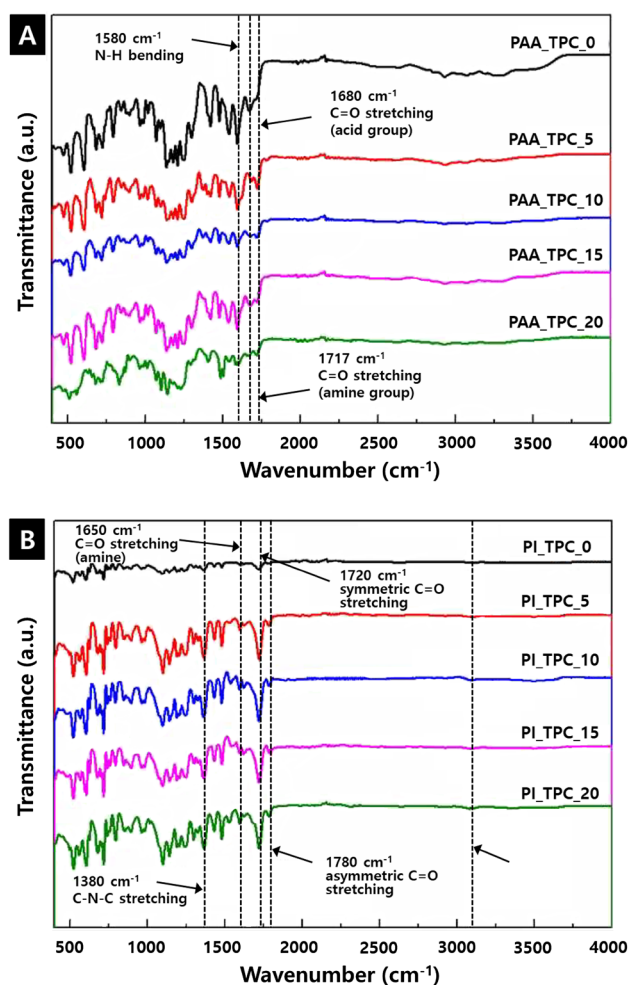 A
1580 cm⁻¹
N-H bending
PAA_TPC_0
1680 cm⁻¹
C=O stretching
(acid group)
PAA_TPC_5
PAA_TPC_10
PAA_TPC_15
PAA_TPC_20
1717 cm⁻¹
C=O stretching
(amine group)
Transmittance (a.u.)
500 1000 1500 2000 2500 3000 3500 4000
Wavenumber (cm⁻¹)
B
1650 cm⁻¹
C=O stretching
(amine)
PI_TPC_0
1720 cm⁻¹
symmetric C=O
stretching
PI_TPC_5
PI_TPC_10
PI_TPC_15
PI_TPC_20
1380 cm⁻¹
C-N-C stretching
1780 cm⁻¹
asymmetric C=O
stretching
Transmittance (a.u.)
500 1000 1500 2000 2500 3000 3500 4000
Wavenumber (cm⁻¹)